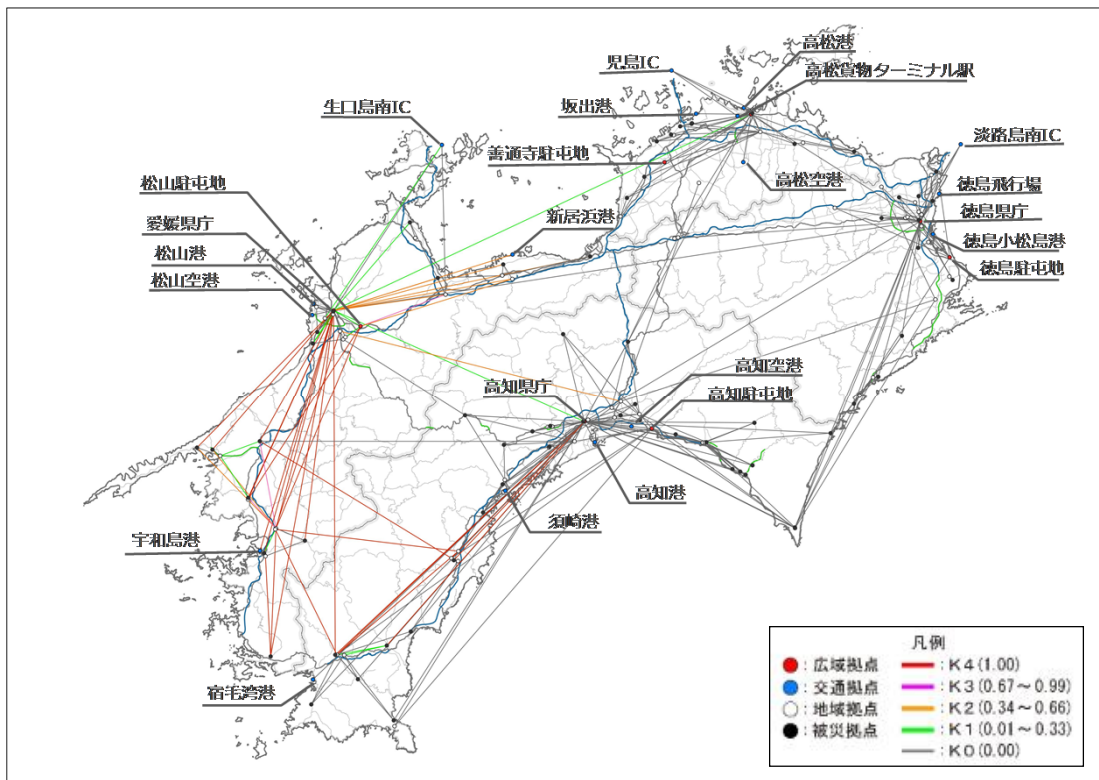 高松港
高松貨物ターミナル駅
児島IC
坂出港
生口島南IC
淡路島南IC
善通寺駐屯地
高松空港
徳島飛行場
松山駐屯地
徳島県庁
愛媛県庁
新居浜港
徳島小松島港
松山港
徳島駐屯地
松山空港
高知県庁
高知空港
高知駐屯地
高知港
須崎港
宇和島港
宿毛湾港
凡例
:広域拠点
:K4(1.00)
:交通拠点
:K3(0.67～0.99)
:地域拠点
:K2(0.34～0.66)
:被災拠点
:K1(0.01～0.33)
:K0(0.00)